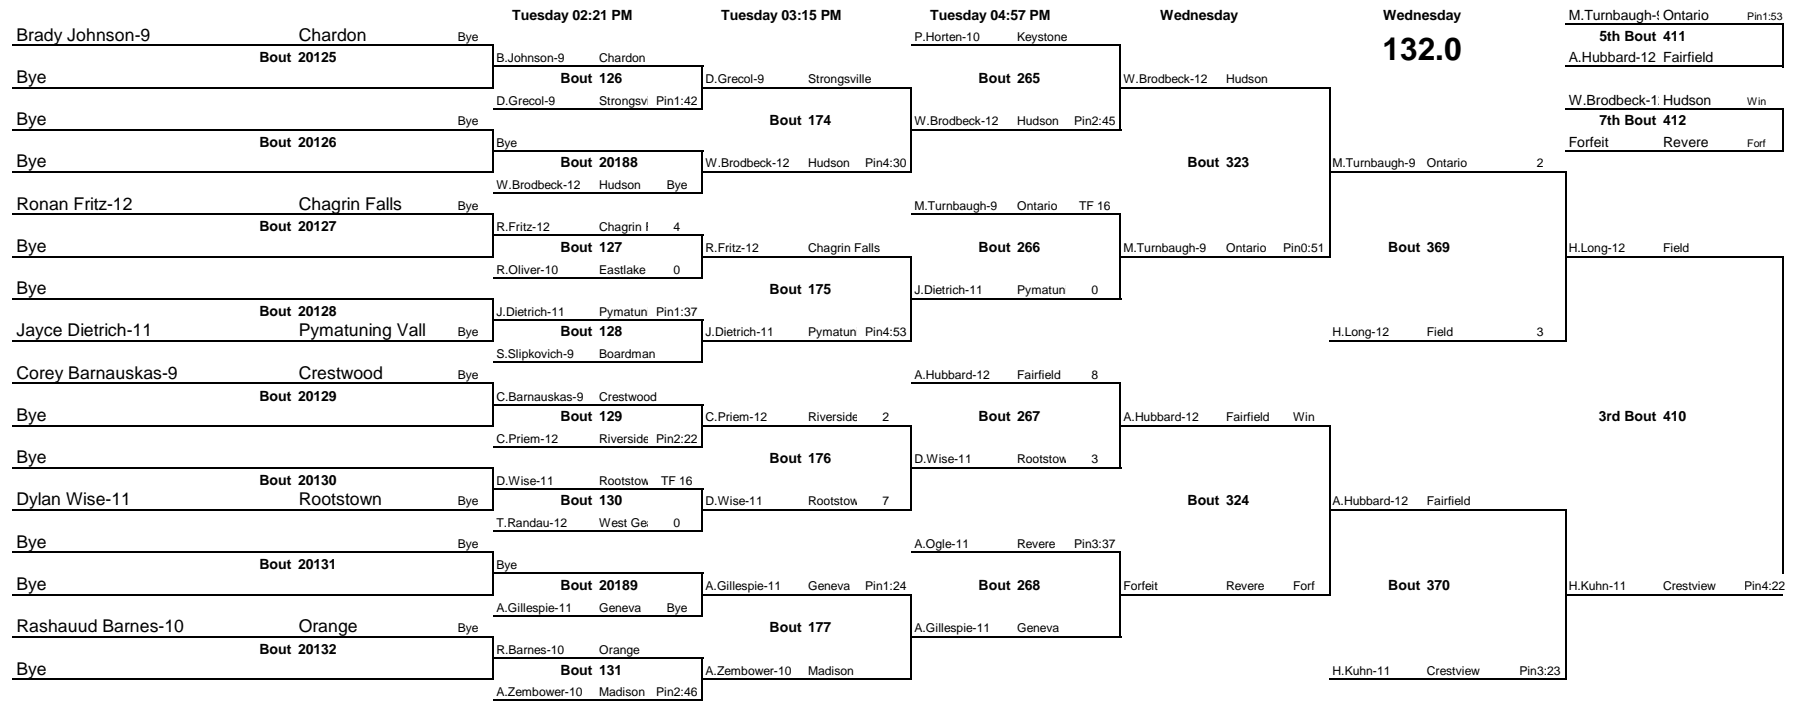 Tuesday 02:21 PM Tuesday 03:15 PM Tuesday 04:57 PM Wednesday Wednesday M.Turnbaugh-9 Ontario Pin1:53
Brady Johnson-9 Chardon Bye P.Horten-10 Keystone 5th Bout 411
Bout 20125 B.Johnson-9 Chardon 132.0 A.Hubbard-12 Fairfield
Bye Bout 126 D.Grecol-9 Strongsville Bout 265 W.Brodbeck-12 Hudson
D.Grecol-9 Strongsvi Pin1:42 W.Brodbeck-1 Hudson Win
Bye Bye Bout 174 W.Brodbeck-12 Hudson Pin2:45 7th Bout 412
Bout 20126 Bye Forfeit Revere Forf
Bye Bout 20188 W.Brodbeck-12 Hudson Pin4:30 Bout 323 M.Turnbaugh-9 Ontario 2
W.Brodbeck-12 Hudson Bye
Ronan Fritz-12 Chagrin Falls Bye M.Turnbaugh-9 Ontario TF 16
Bout 20127 R.Fritz-12 Chagrin F 4
Bye Bout 127 R.Fritz-12 Chagrin Falls Bout 266 M.Turnbaugh-9 Ontario Pin0:51 Bout 369 H.Long-12 Field
R.Oliver-10 Eastlake 0
Bye Bout 175 J.Dietrich-11 Pymatun 0
Bout 20128 J.Dietrich-11 Pymatun Pin1:37
Jayce Dietrich-11 Pymatuning Vall Bye Bout 128 J.Dietrich-11 Pymatun Pin4:53 H.Long-12 Field 3
S.Slipkovich-9 Boardman
Corey Barnauskas-9 Crestwood Bye A.Hubbard-12 Fairfield 8
Bout 20129 C.Barnauskas-9 Crestwood
Bye Bout 129 C.Priem-12 Riverside 2 Bout 267 A.Hubbard-12 Fairfield Win 3rd Bout 410
C.Priem-12 Riverside Pin2:22
Bye Bout 176 D.Wise-11 Rootstow 3
Bout 20130 D.Wise-11 Rootstow TF 16
Dylan Wise-11 Rootstown Bye Bout 130 D.Wise-11 Rootstow 7 Bout 324 A.Hubbard-12 Fairfield
T.Randau-12 West Gea 0
Bye Bye A.Ogle-11 Revere Pin3:37
Bout 20131 Bye
Bye Bout 20189 A.Gillespie-11 Geneva Pin1:24 Bout 268 Forfeit Revere Forf Bout 370 H.Kuhn-11 Crestview Pin4:22
A.Gillespie-11 Geneva Bye
Rashauud Barnes-10 Orange Bye Bout 177 A.Gillespie-11 Geneva
Bout 20132 R.Barnes-10 Orange
Bye Bout 131 A.Zembower-10 Madison H.Kuhn-11 Crestview Pin3:23
A.Zembower-10 Madison Pin2:46